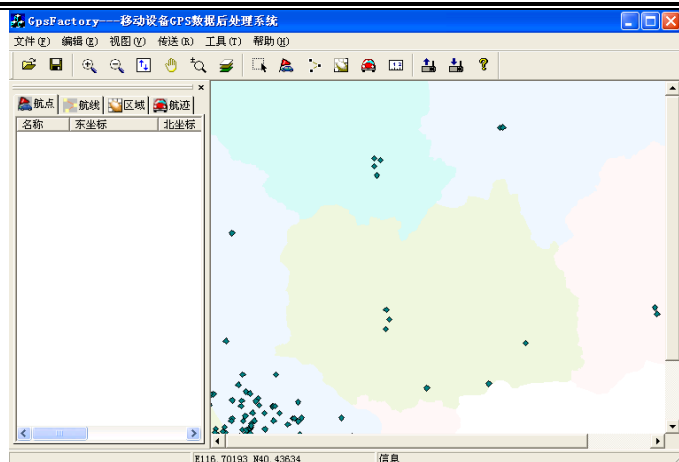 GpsFactory---移动设备GPS数据后处理系统
文件(F) 编辑(E) 视图(V) 传送(R) 工具(T) 帮助(H)
航点 航线 区域 航迹
名称 东坐标 北坐标
E116.70193 N40.43634 信息